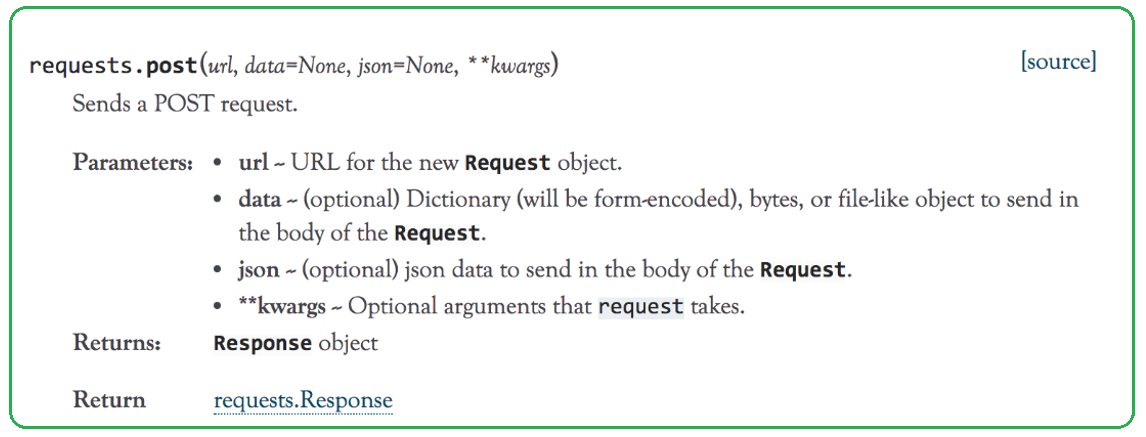 requests.post(url, data=None, json=None, **kwargs) [source]
Sends a POST request.
Parameters: • url ~ URL for the new Request object.
• data ~ (optional) Dictionary (will be form-encoded), bytes, or file-like object to send in
the body of the Request.
• json ~ (optional) json data to send in the body of the Request.
• **kwargs ~ Optional arguments that request takes.
Returns: Response object
Return requests.Response